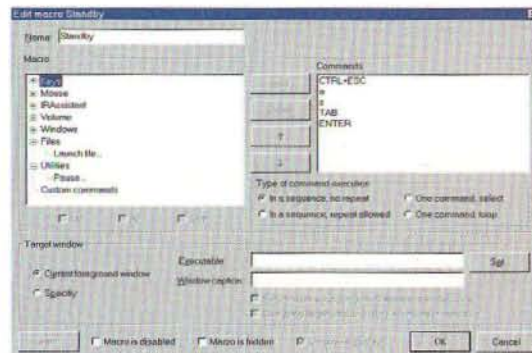 Edit macro Standby
Name: Standby
Macro
Keys
Mouse
IRAssistant
Volume
Windows
Files
Launch file...
Utilities
Pause...
Custom commands
Commands
CTRL+ESC
s
TAB
ENTER
Type of command execution
In a sequence, no repeat
One command, select
In a sequence, repeat allowed
One command, loop
Target window
Current foreground window
Specify
Executable:
Window caption:
Set
Macro is disabled
Macro is hidden
OK
Cancel